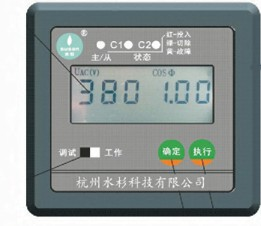 ®
C1 C2
红-投入
绿-切除
黄-故障
主/从 状态
UAC(V) COSΦ
380 1.00
调试 工作
确定 执行
杭州水杉科技有限公司